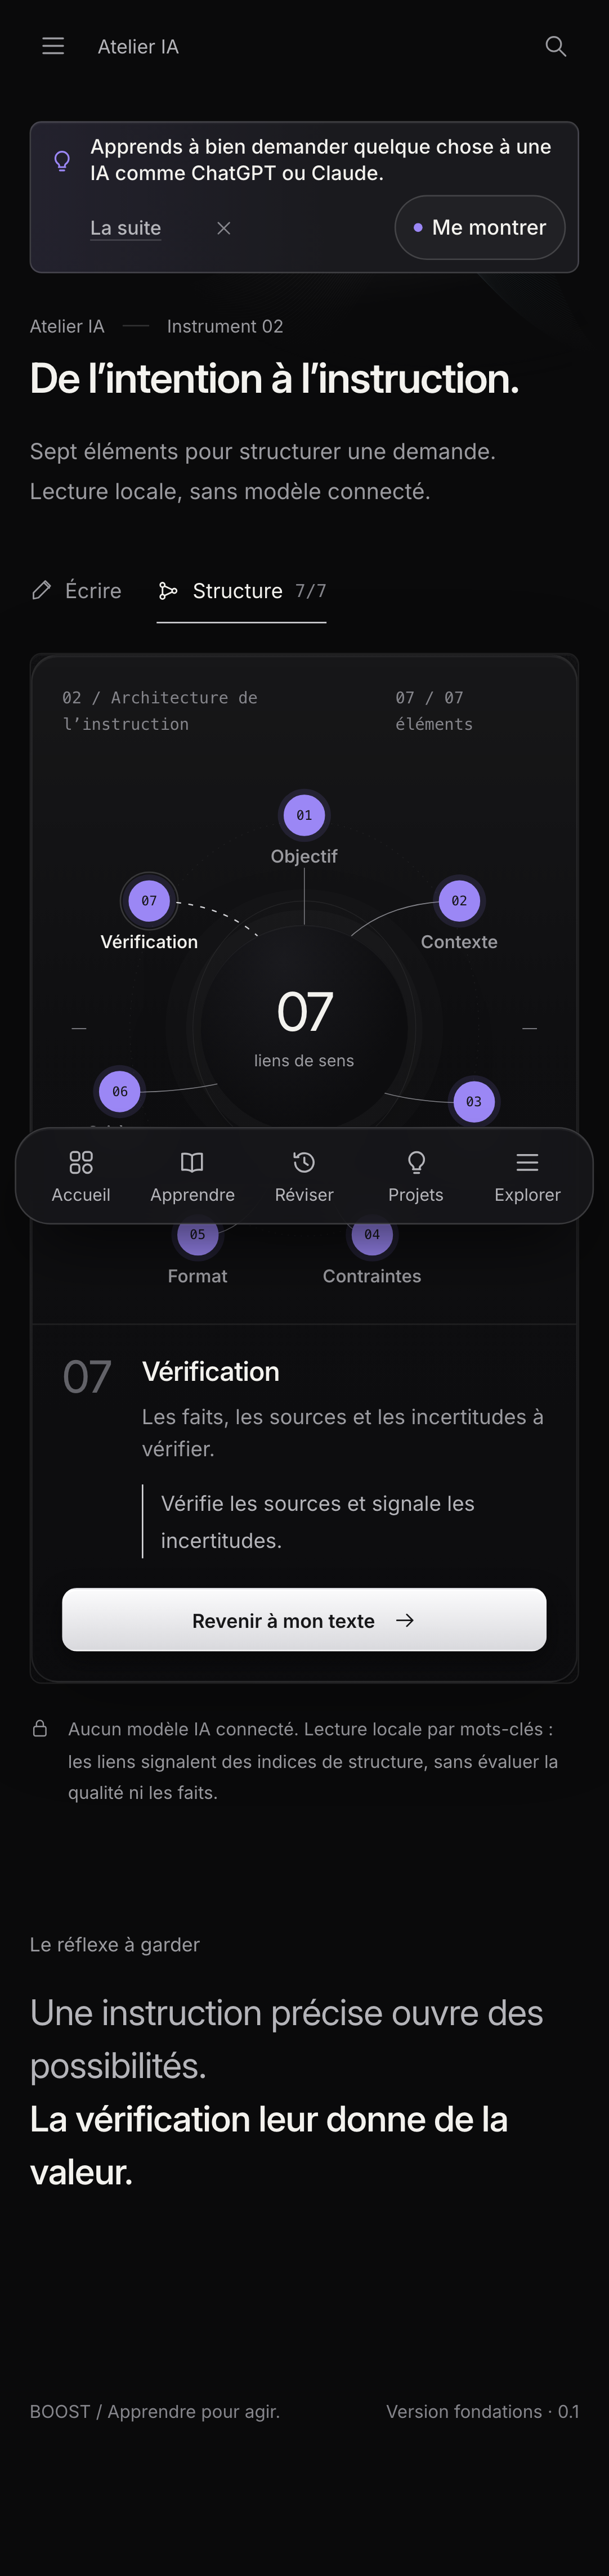 Atelier IA
Apprends à bien demander quelque chose à une
IA comme ChatGPT ou Claude.
La suite
Me montrer
Atelier IA — Instrument 02
De l’intention à l’instruction.
Sept éléments pour structurer une demande.
Lecture locale, sans modèle connecté.
Écrire
Structure 7/7
02 / Architecture de
l’instruction
07 / 07
éléments
01
Objectif
07
Vérification
02
Contexte
07
liens de sens
06
03
Accueil
Apprendre
Réviser
Projets
Explorer
05
Format
04
Contraintes
07
Vérification
Les faits, les sources et les incertitudes à
vérifier.
Vérifie les sources et signale les
incertitudes.
Revenir à mon texte →
Aucun modèle IA connecté. Lecture locale par mots-clés :
les liens signalent des indices de structure, sans évaluer la
qualité ni les faits.
Le réflexe à garder
Une instruction précise ouvre des
possibilités.
La vérification leur donne de la
valeur.
BOOST / Apprendre pour agir.
Version fondations · 0.1